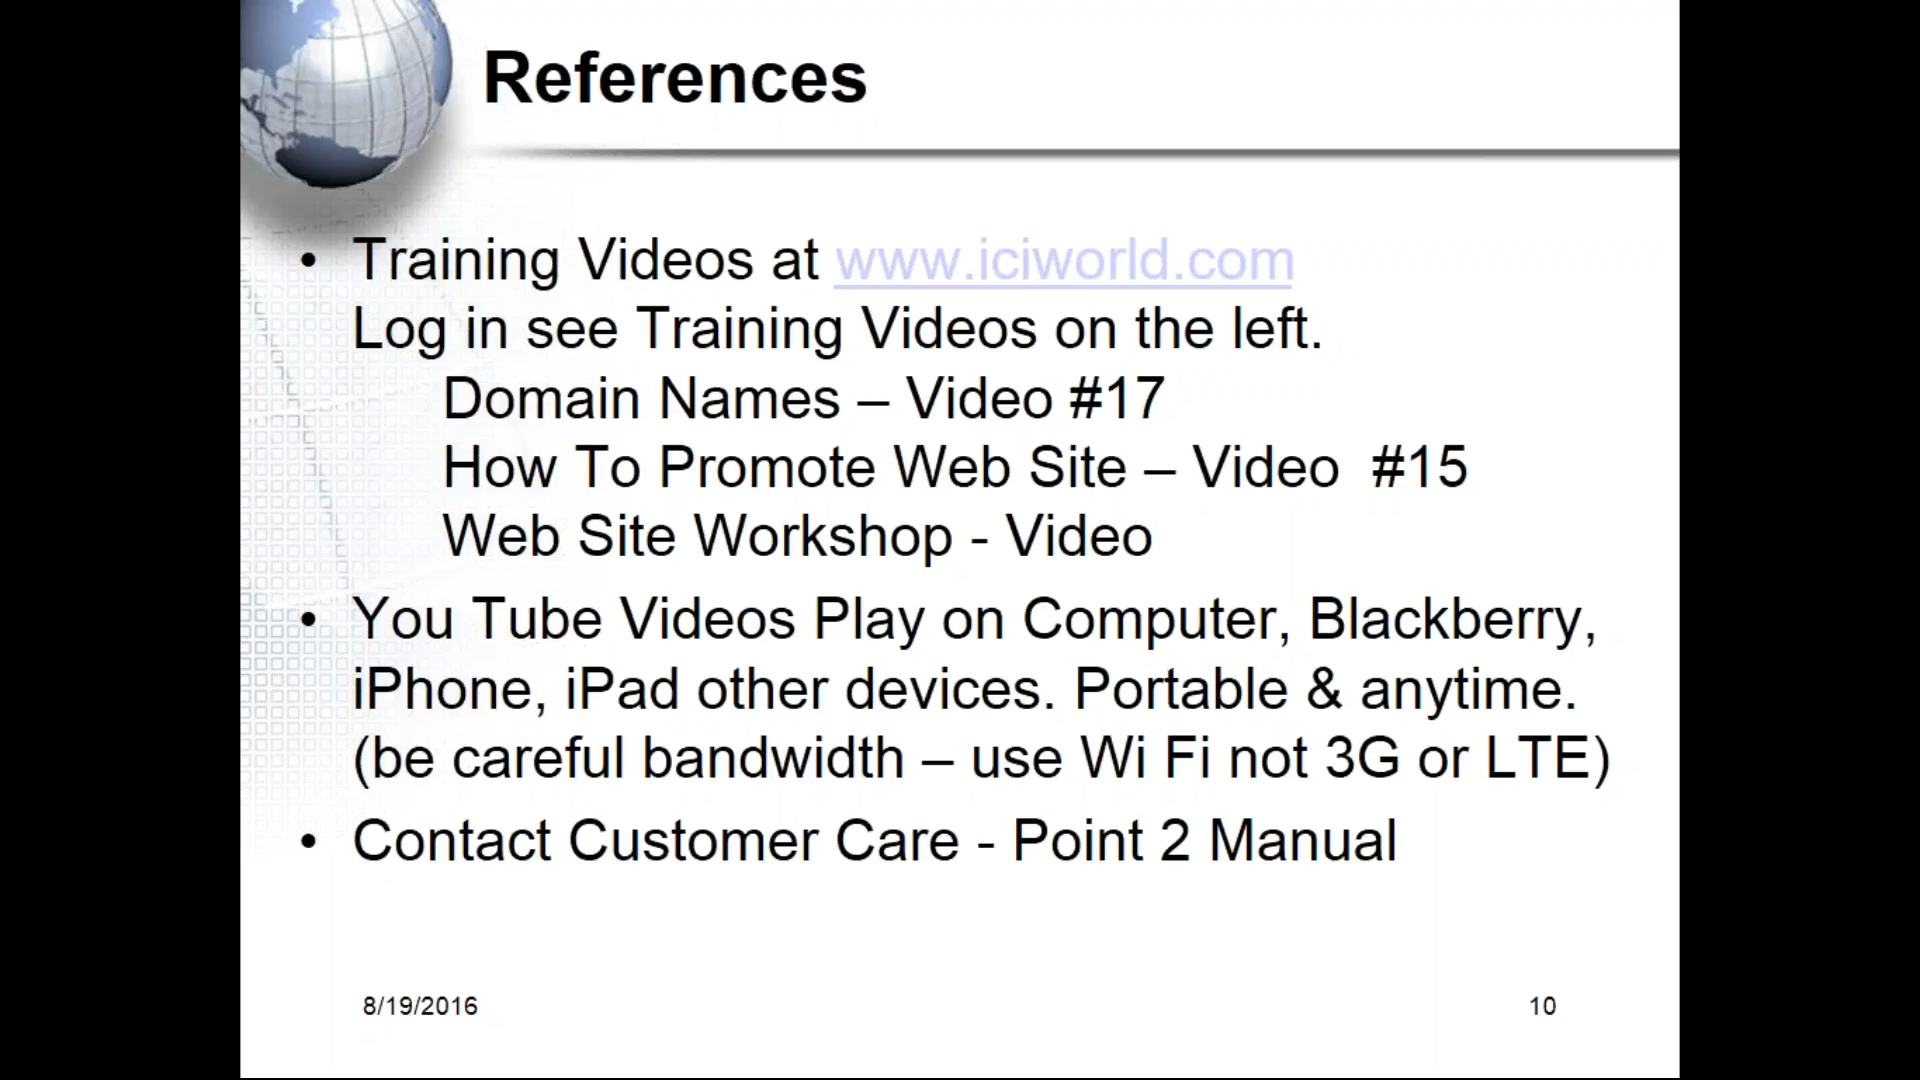 References
• Training Videos at www.iciworld.com
Log in see Training Videos on the left.
Domain Names – Video #17
How To Promote Web Site – Video  #15
Web Site Workshop - Video
• You Tube Videos Play on Computer, Blackberry,
iPhone, iPad other devices. Portable & anytime.
(be careful bandwidth – use Wi Fi not 3G or LTE)
• Contact Customer Care - Point 2 Manual
8/19/2016
10